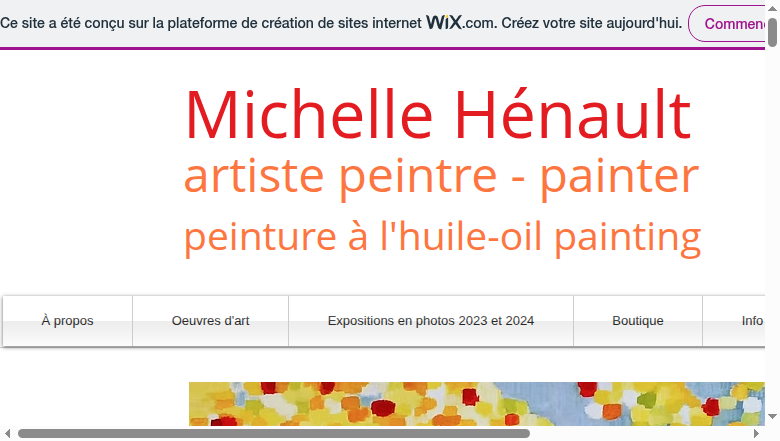 Ce site a été conçu sur la plateforme de création de sites internet WiX.com. Créez votre site aujourd'hui. Commen
Michelle Hénault
artiste peintre - painter
peinture à l'huile-oil painting
À propos Oeuvres d'art Expositions en photos 2023 et 2024 Boutique Info